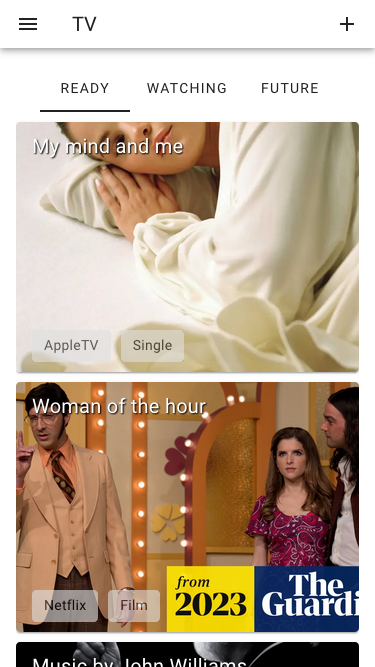 TV
READY
WATCHING
FUTURE
My mind and me
AppleTV
Single
Woman of the hour
from
2023
The
Guardi
Netflix
Film
Music by John Williams